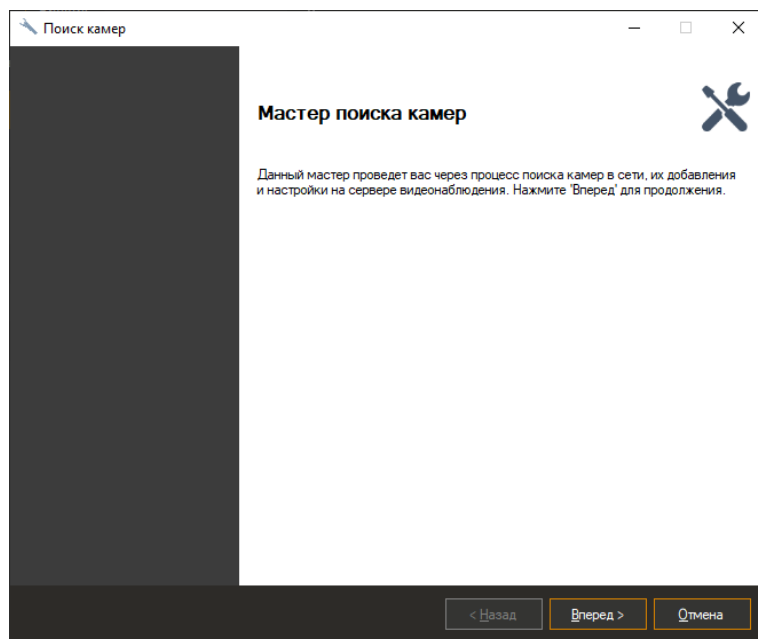 Поиск камер
Мастер поиска камер
Данный мастер проведет вас через процесс поиска камер в сети, их добавления
и настройки на сервере видеонаблюдения. Нажмите 'Вперед' для продолжения.
< Назад
Вперед >
Отмена